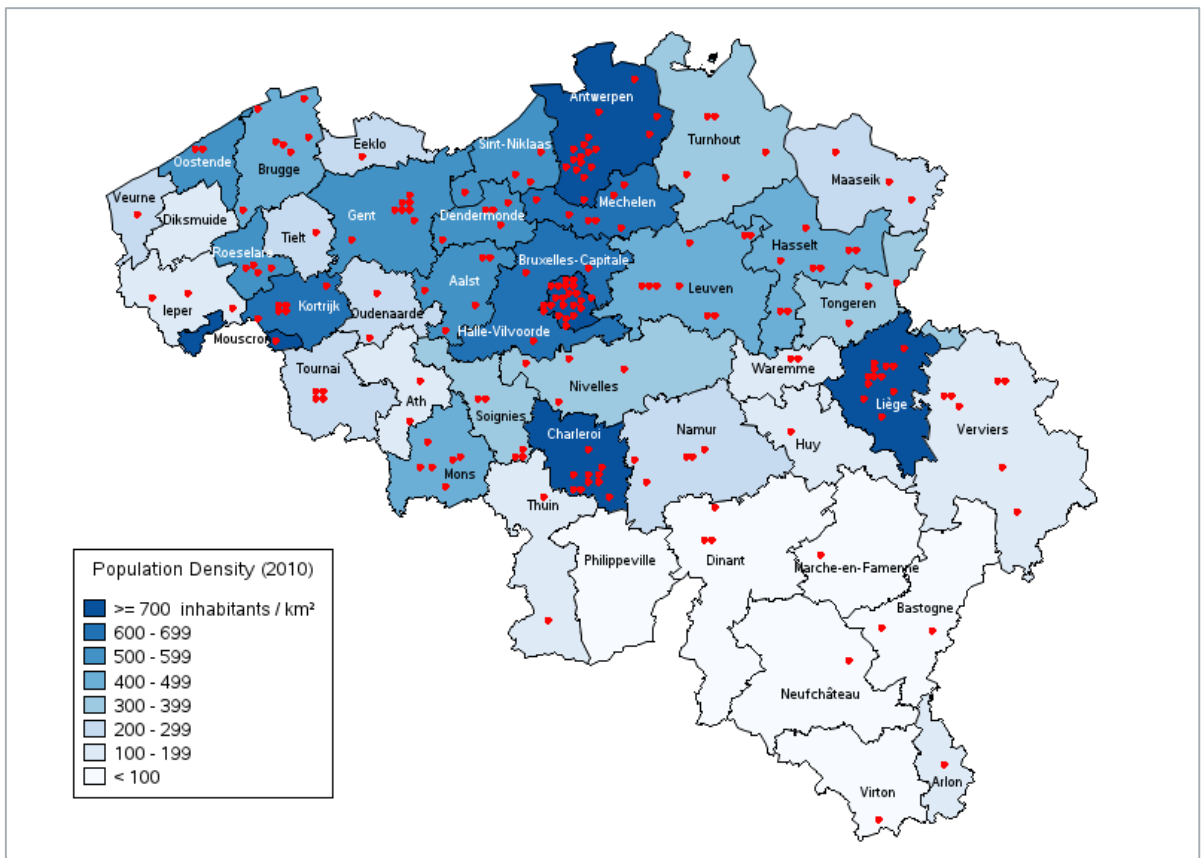 Antwerpen
Turnhout
Sint-Niklaas
Eeklo
Oostende
Brugge
Maaseik
Veurne
Diksmuide
Mechelen
Gent
Dendermonde
Tielt
Hasselt
Roeselare
Bruxelles-Capitale
Aalst
Leuven
Tongeren
Ieper
Kortrijk
Oudenaarde
Halle-Vilvoorde
Mouscron
Tournai
Waremme
Nivelles
Ath
Liège
Soignies
Charleroi
Namur
Verviers
Huy
Mons
Thuin
Philippeville
Dinant
Marche-en-Famenne
Bastogne
Neufchâteau
Arlon
Virton
Population Density (2010)
>= 700 inhabitants / km²
600 - 699
500 - 599
400 - 499
300 - 399
200 - 299
100 - 199
< 100